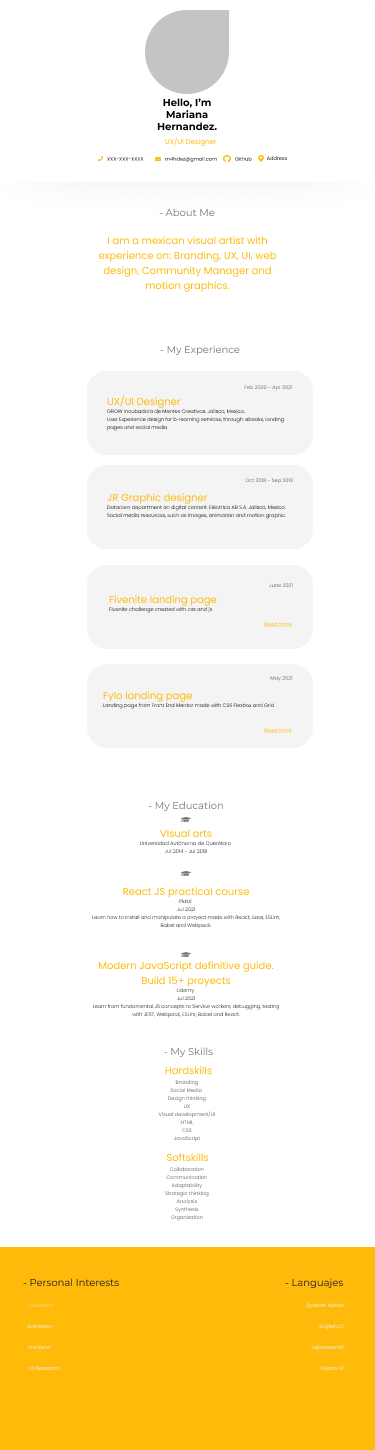 Hello, I'm
Mariana
Hernandez.
UX/UI Designer
XXX-XXX-XXXX m4hdez@gmail.com Github Address
- About Me
I am a mexican visual artist with
experience on: Branding, UX, UI, web
design, Community Manager and
motion graphics.
- My Experience
Feb 2020 - Apr 2021
UX/UI Designer
GROW Incubadora de Mentes Creativas. Jalisco, Mexico.
User Experience design for b-learning services, through: ebooks, landing
pages and social media
Oct 2018 - Sep 2019
JR Graphic designer
Datacom department on digital content. Eléctrica AB SA. Jalisco, Mexico.
Social media resources, such as images, animation and motion graphic.
June 2021
Fivenite landing page
Fivenite challenge created with css and js
Read more
May 2021
Fylo landing page
Landing page from Front End Mentor made with CSS Flexbox and Grid
Read more
- My Education
Visual arts
Universidad Autónoma de Querétaro
Jul 2014 - Jul 2018
React JS practical course
Platzi
Jul 2021
Learn how to install and manipulate a proyect made with React, Sass, ESLint,
Babel and Webpack.
Modern JavaScript definitive guide.
Build 15+ proyects
Udemy
Jul 2021
Learn from fundamental JS concepts to Service workers, debugging, testing
with JEST, Webpack, ESLint, Babel and React.
- My Skills
Hardskills
Branding
Social Media
Design thinking
UX
Visual development/UI
HTML
CSS
JavaScript
Softskills
Collaboration
Communication
Adaptability
Strategic thinking
Analysis
Synthesis
Organisation
- Personal Interests
Animation
Frontend
UX Research
- Languajes
Spanish Native
English C1
Japanese N5
French A1